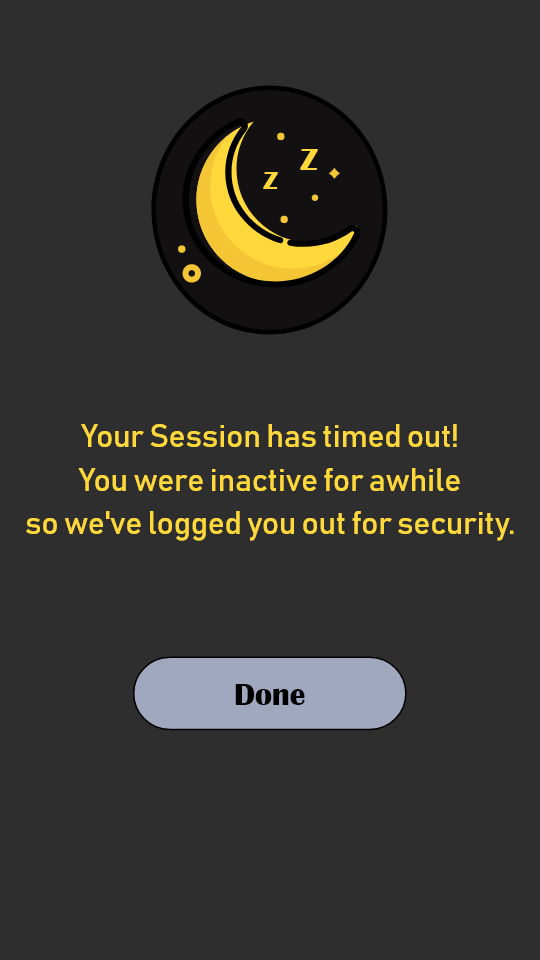 z Z
Your Session has timed out!
You were inactive for awhile
so we've logged you out for security.
Done